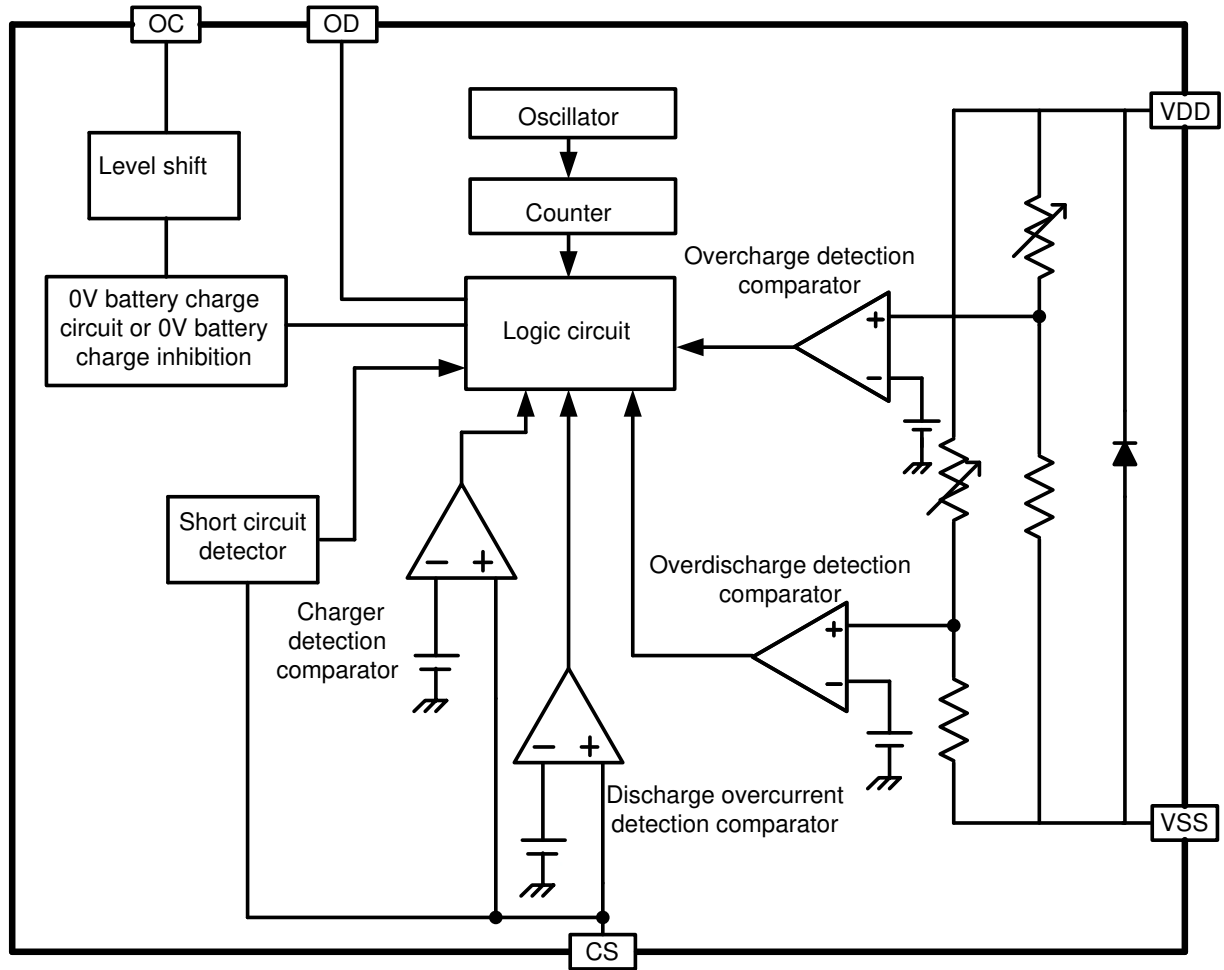 OC
OD
VDD
Oscillator
Level shift
Counter
Overcharge detection
comparator
0V battery charge
circuit or 0V battery
charge inhibition
Logic circuit
+
−
Short circuit
detector
− +
Overdischarge detection
comparator
Charger
detection
comparator
+
−
− +
Discharge overcurrent
detection comparator
VSS
CS